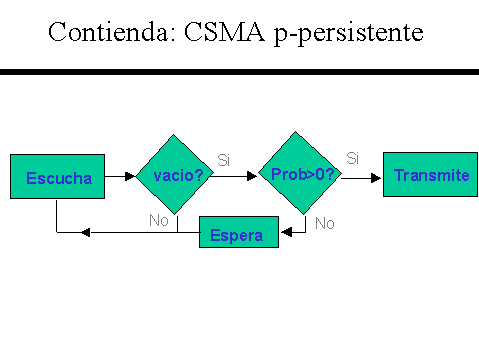 Contienda: CSMA p-persistente
Escucha
vacio?
Si
Prob>0?
Si
Transmite
No
Espera
No